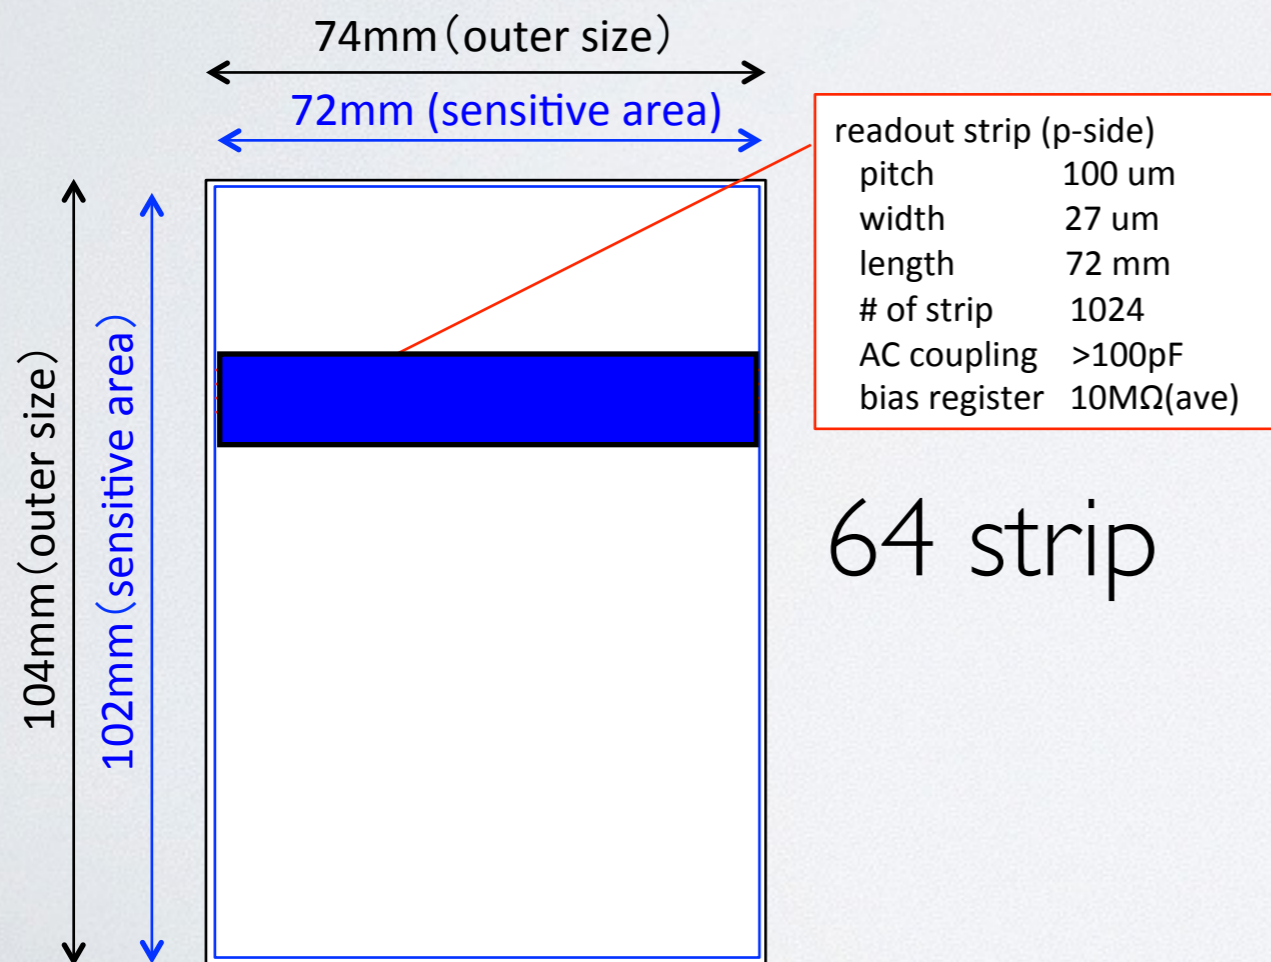 74mm（outer size）
72mm (sensitive area)
104mm（outer size）
102mm（sensitive area）
readout strip (p-side)
pitch 100 um
width 27 um
length 72 mm
# of strip 1024
AC coupling >100pF
bias register 10MΩ(ave)
64 strip